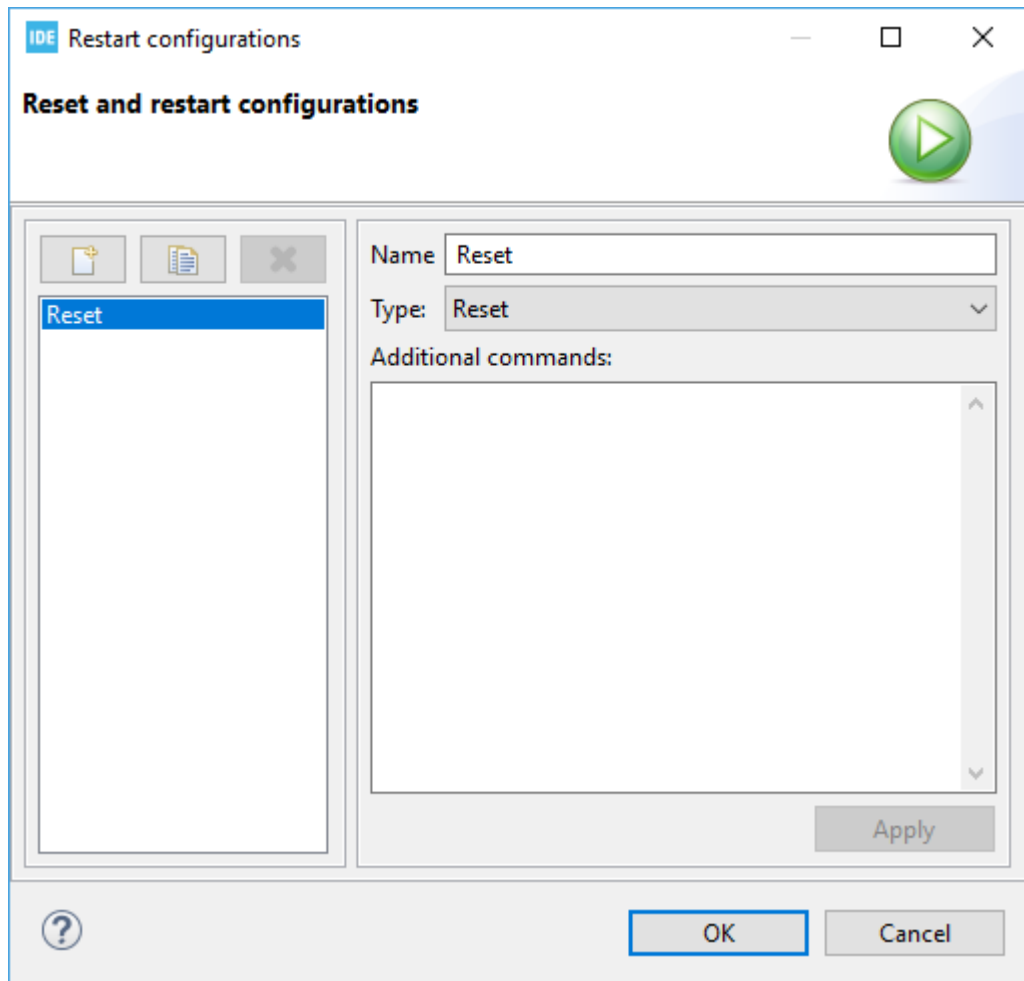 IDE Restart configurations
Reset and restart configurations
Reset
Name Reset
Type: Reset
Additional commands:
Apply
?
OK Cancel